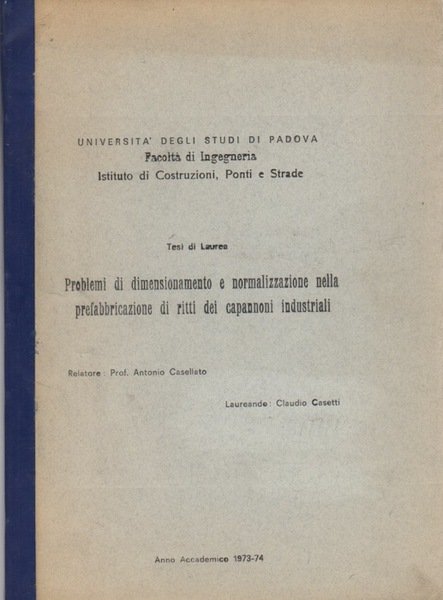 UNIVERSITA' DEGLI STUDI DI PADOVA
Facoltà di Ingegneria
Istituto di Costruzioni, Ponti e Strade
Tesi di Laurea
Problemi di dimensionamento e normalizzazione nella
prefabbricazione di ritti dei capannoni industriali
Relatore : Prof. Antonio Casellato
Laureando : Claudio Casetti
Anno Accademico 1973-74